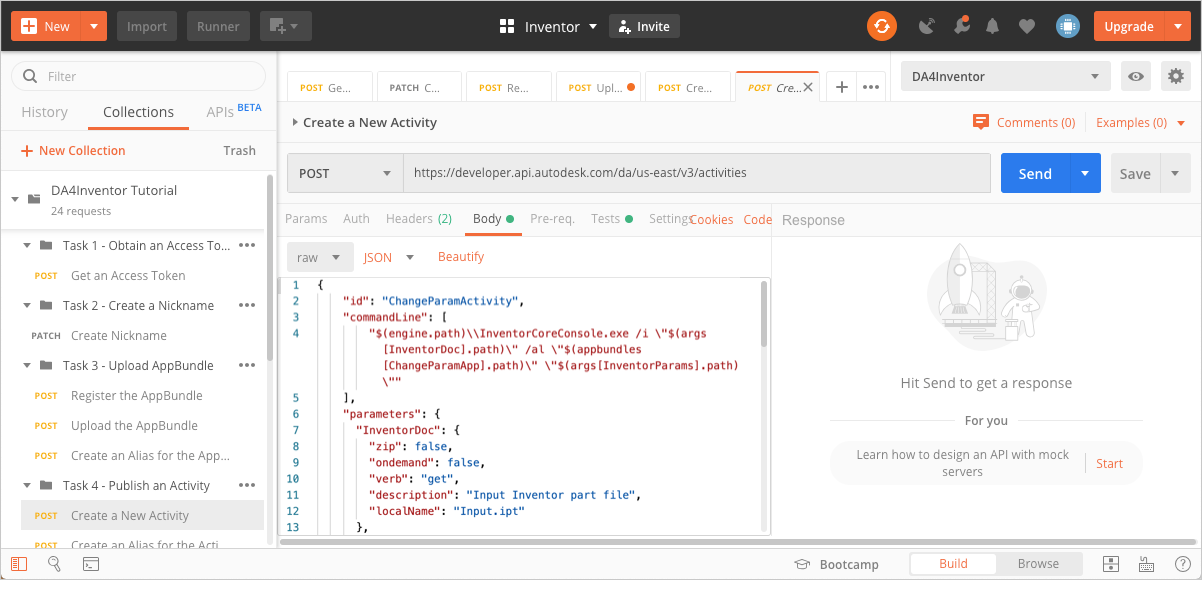 New
Import
Runner
Inventor
Invite
Upgrade
Filter
History
Collections
APIs BETA
New Collection
Trash
DA4Inventor Tutorial
24 requests
Task 1 - Obtain an Access To...
POST Get an Access Token
Task 2 - Create a Nickname
PATCH Create Nickname
Task 3 - Upload AppBundle
POST Register the AppBundle
POST Upload the AppBundle
POST Create an Alias for the App...
Task 4 - Publish an Activity
POST Create a New Activity
POST Create an Alias for the Acti
POST Ge...
PATCH C...
POST Re...
POST Upl...
POST Cre...
POST Cre...
DA4Inventor
Create a New Activity
Comments (0)
Examples (0)
POST
https://developer.api.autodesk.com/da/us-east/v3/activities
Send
Save
Params Auth Headers (2) Body Pre-req. Tests Settings Cookies Code
raw JSON Beautify
1 {
2 "id": "ChangeParamActivity",
3 "commandLine": [
4 "$(engine.path)\\InventorCoreConsole.exe /i \"$(args
[InventorDoc].path)\" /al \"$(appbundles
[ChangeParamApp].path)\" \"$(args[InventorParams].path)
\""
5 ],
6 "parameters": {
7 "InventorDoc": {
8 "zip": false,
9 "ondemand": false,
10 "verb": "get",
11 "description": "Input Inventor part file",
12 "localName": "Input.ipt"
13 },
Response
Hit Send to get a response
For you
Learn how to design an API with mock
servers
Start
Bootcamp
Build
Browse